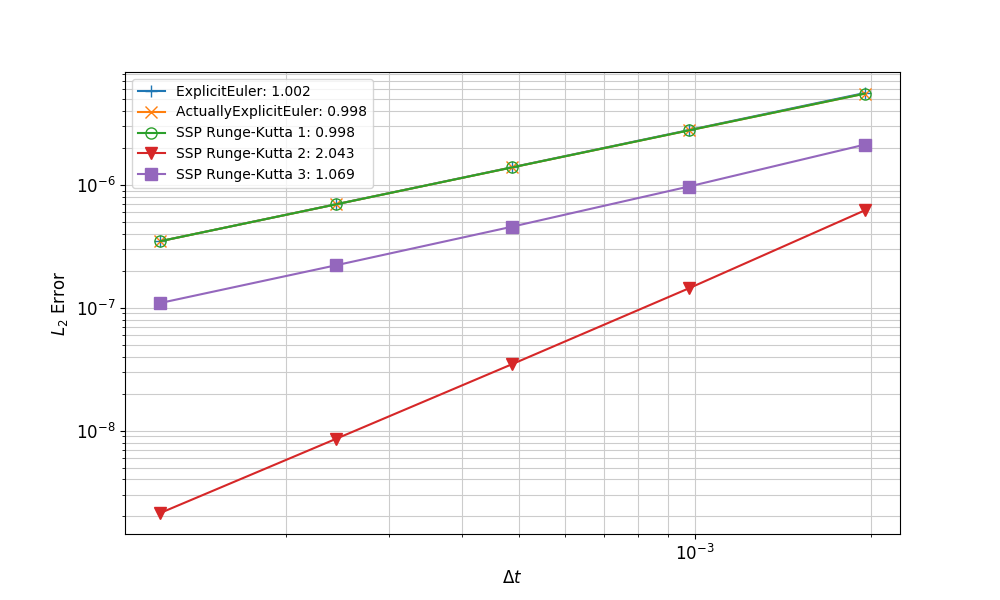 ExplicitEuler: 1.002
ActuallyExplicitEuler: 0.998
SSP Runge-Kutta 1: 0.998
SSP Runge-Kutta 2: 2.043
SSP Runge-Kutta 3: 1.069
10⁻⁶
10⁻⁷
10⁻⁸
L₂ Error
10⁻³
Δt